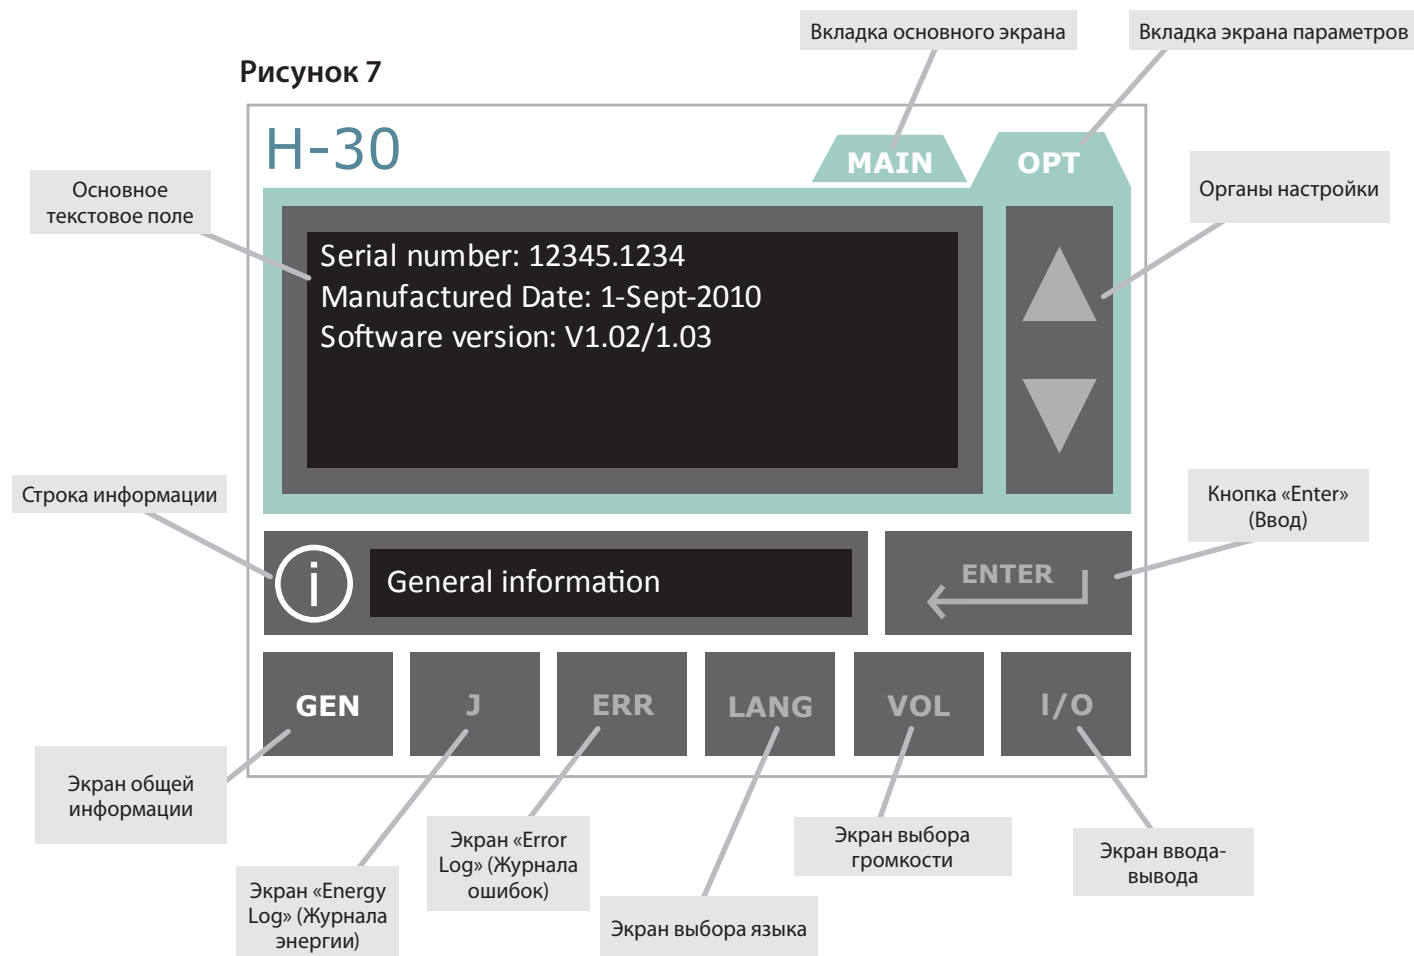 Вкладка основного экрана
Вкладка экрана параметров
Рисунок 7
H-30
MAIN
OPT
Основное
текстовое поле
Органы настройки
Serial number: 12345.1234
Manufactured Date: 1-Sept-2010
Software version: V1.02/1.03
Строка информации
Кнопка «Enter»
(Ввод)
i
General information
ENTER
GEN
J
ERR
LANG
VOL
I/O
Экран общей
информации
Экран «Energy
Log» (Журнала
энергии)
Экран «Error
Log» (Журнала
ошибок)
Экран выбора языка
Экран выбора
громкости
Экран ввода-
вывода